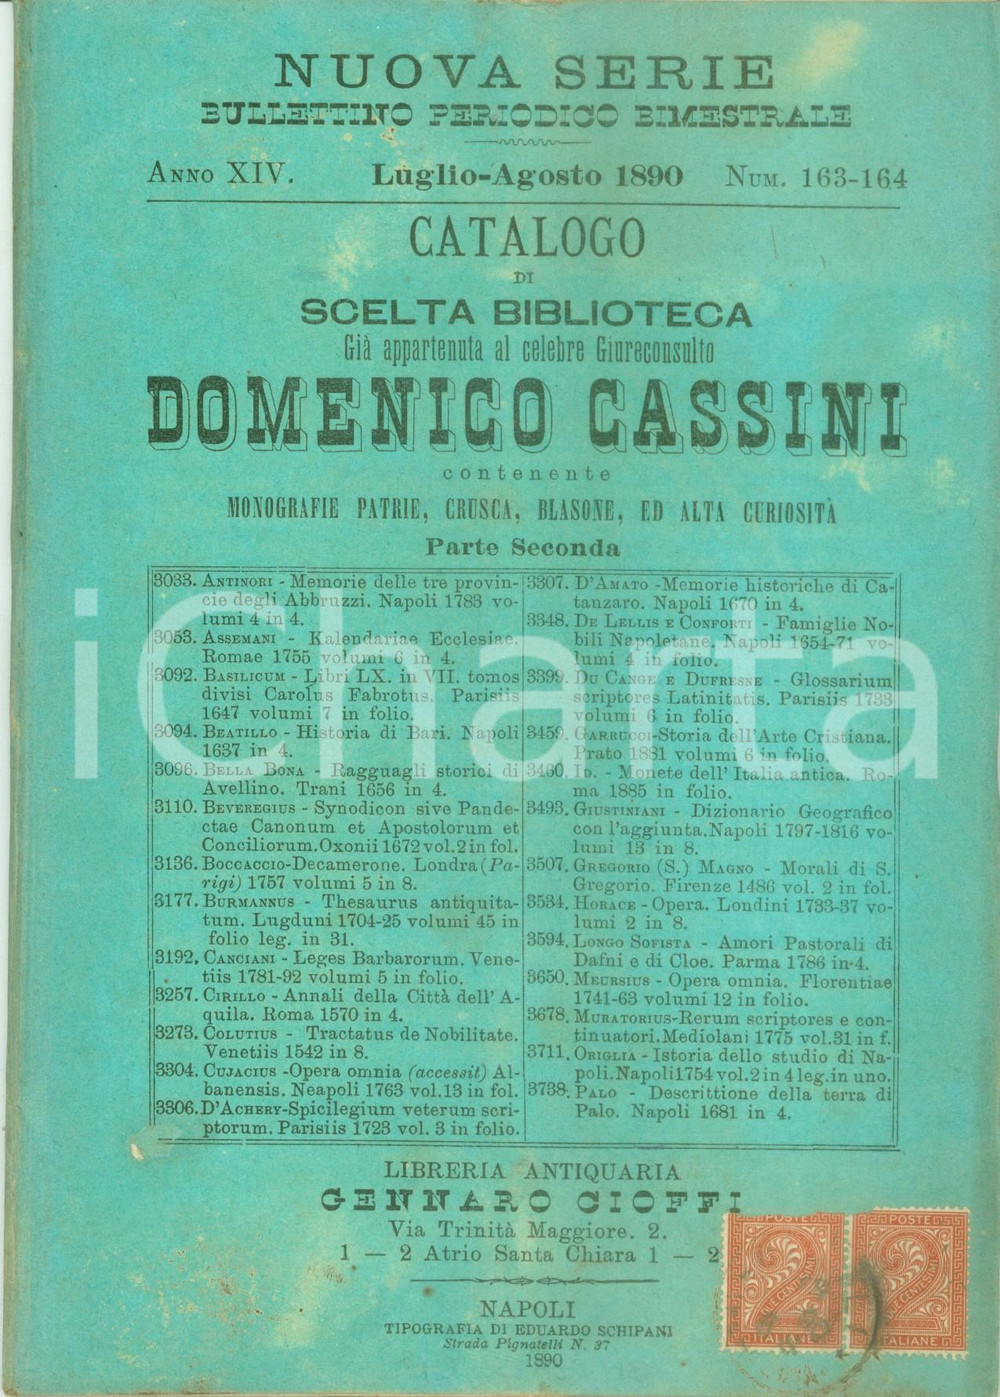 NUOVA SERIE
BULLETTINO PERIODICO BIMESTRALE
ANNO XIV. Luglio-Agosto 1890 NUM. 163-164
CATALOGO
DI
SCELTA BIBLIOTECA
Già appartenuta al celebre Giureconsulto
DOMENICO CASSINI
contenente
MONOGRAFIE PATRIE, CRUSCA, BLASONE, ED ALTA CURIOSITÀ
Parte Seconda
3033. ANTINORI - Memorie delle tre provin-
cie degli Abbruzzi. Napoli 1783 vo-
lumi 4 in 4.
3053. ASSEMANI - Kalendariae Ecclesiae.
Romae 1755 volumi 6 in 4.
3092. BASILICUM - Libri LX. in VII. tomos
divisi Carolus Fabrotus. Parisiis
1647 volumi 7 in folio.
3094. BEATILLO - Historia di Bari. Napoli
1637 in 4.
3096. BELLA BONA - Ragguagli storici di
Avellino. Trani 1656 in 4.
3110. BEVEREGIUS - Synodicon sive Pande-
ctae Canonum et Apostolorum et
Conciliorum. Oxonii 1672 vol. 2 in fol.
3136. BOCCACCIO-Decamerone. Londra (Pa-
rigi) 1757 volumi 5 in 8.
3177. BURMANNUS - Thesaurus antiquita-
tum. Lugduni 1704-25 volumi 45 in
folio leg. in 31.
3192. CANCIANI - Leges Barbarorum. Vene-
tiis 1781-92 volumi 5 in folio.
3257. CIRILLO - Annali della Città dell' A-
quila. Roma 1570 in 4.
3273. COLUTIUS - Tractatus de Nobilitate.
Venetiis 1542 in 8.
3304. CUJACIUS -Opera omnia (accessit) Al-
banensis. Neapoli 1763 vol. 13 in fol.
3306. D'ACHERY-Spicilegium veterum scri-
ptorum. Parisiis 1723 vol. 3 in folio.
3307. D'AMATO -Memorie historiche di Ca-
tanzaro. Napoli 1670 in 4.
3348. DE LELLIS E CONFORTI - Famiglie No-
bili Napoletane. Napoli 1654-71 vo-
lumi 4 in folio.
3399. DU CANGE E DUFRESNE - Glossarium
scriptores Latinitatis. Parisiis 1733
volumi 6 in folio.
3459. GARRUCCI-Storia dell'Arte Cristiana.
Prato 1881 volumi 6 in folio.
3460. ID. - Monete dell' Italia antica. Ro-
ma 1885 in folio.
3493. GIUSTINIANI - Dizionario Geografico
con l'aggiunta. Napoli 1797-1816 vo-
lumi 13 in 8.
3507. GREGORIO (S.) MAGNO - Morali di S.
Gregorio. Firenze 1486 vol. 2 in fol.
3534. HORACE - Opera. Londini 1733-37 vo-
lumi 2 in 8.
3594. LONGO SOFISTA - Amori Pastorali di
Dafni e di Cloe. Parma 1786 in 4.
3650. MEURSIUS - Opera omnia. Florentiae
1741-63 volumi 12 in folio.
3678. MURATORIUS-Rerum scriptores e con-
tinuatori. Mediolani 1775 vol. 31 in f.
3711. ORIGLIA - Istoria dello studio di Na-
poli. Napoli 1754 vol. 2 in 4 leg. in uno.
3738. PALO - Descrittione della terra di
Palo. Napoli 1681 in 4.
iCharta
LIBRERIA ANTIQUARIA
GENNARO CIOFFI
Via Trinità Maggiore. 2.
1 — 2 Atrio Santa Chiara 1 — 2
NAPOLI
TIPOGRAFIA DI EDUARDO SCHIPANI
Strada Pignatelli N. 37
1890
POSTE
DUE CENTESIMI
ITALIANE
POSTE
DUE CENTESIMI
ITALIANE